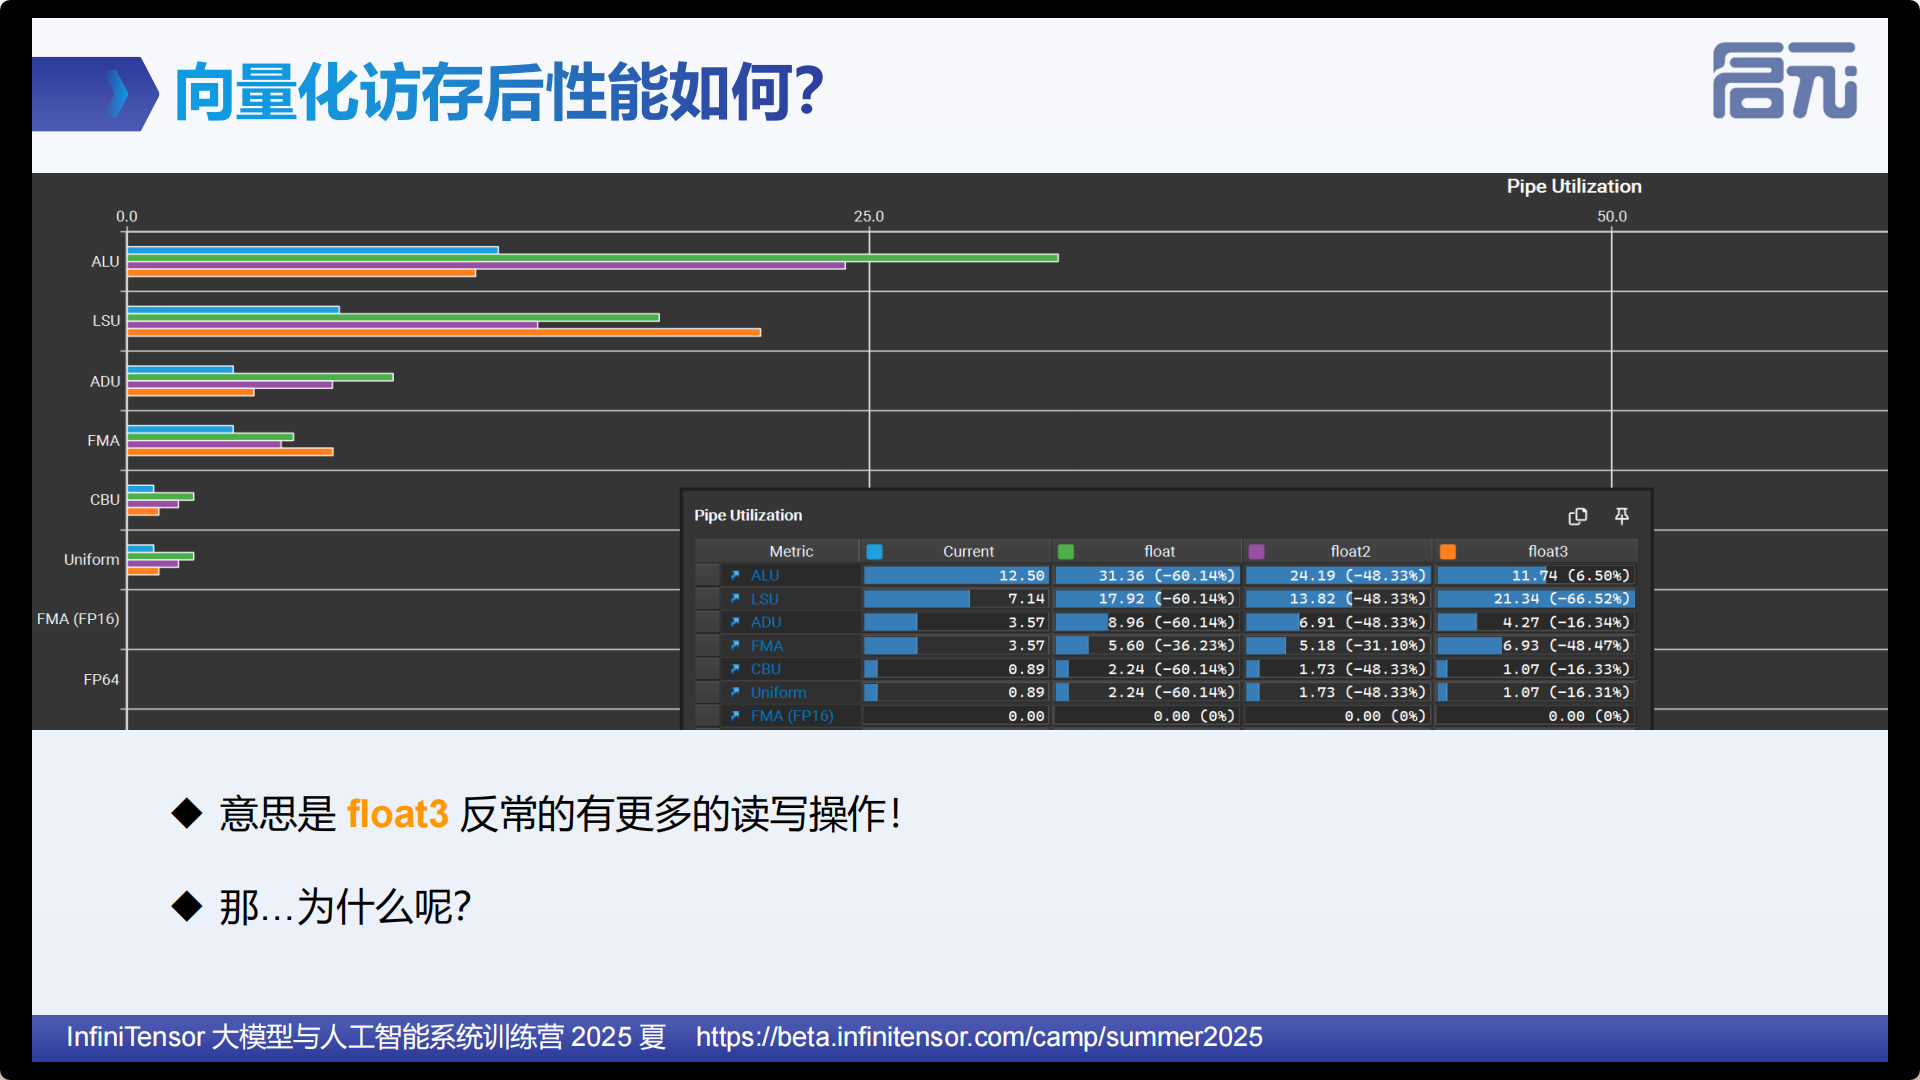 向量化访存后性能如何?
启元
Pipe Utilization
0.0 25.0 50.0
ALU
LSU
ADU
FMA
CBU
Uniform
FMA (FP16)
FP64
Pipe Utilization
Metric Current float float2 float3
ALU 12.50 31.36 (-60.14%) 24.19 (-48.33%) 11.74 (6.50%)
LSU 7.14 17.92 (-60.14%) 13.82 (-48.33%) 21.34 (-66.52%)
ADU 3.57 8.96 (-60.14%) 6.91 (-48.33%) 4.27 (-16.34%)
FMA 3.57 5.60 (-36.23%) 5.18 (-31.10%) 6.93 (-48.47%)
CBU 0.89 2.24 (-60.14%) 1.73 (-48.33%) 1.07 (-16.33%)
Uniform 0.89 2.24 (-60.14%) 1.73 (-48.33%) 1.07 (-16.31%)
FMA (FP16) 0.00 0.00 (0%) 0.00 (0%) 0.00 (0%)
◆ 意思是 float3 反常的有更多的读写操作!
◆ 那…为什么呢?
InfiniTensor 大模型与人工智能系统训练营 2025 夏 https://beta.infinitensor.com/camp/summer2025